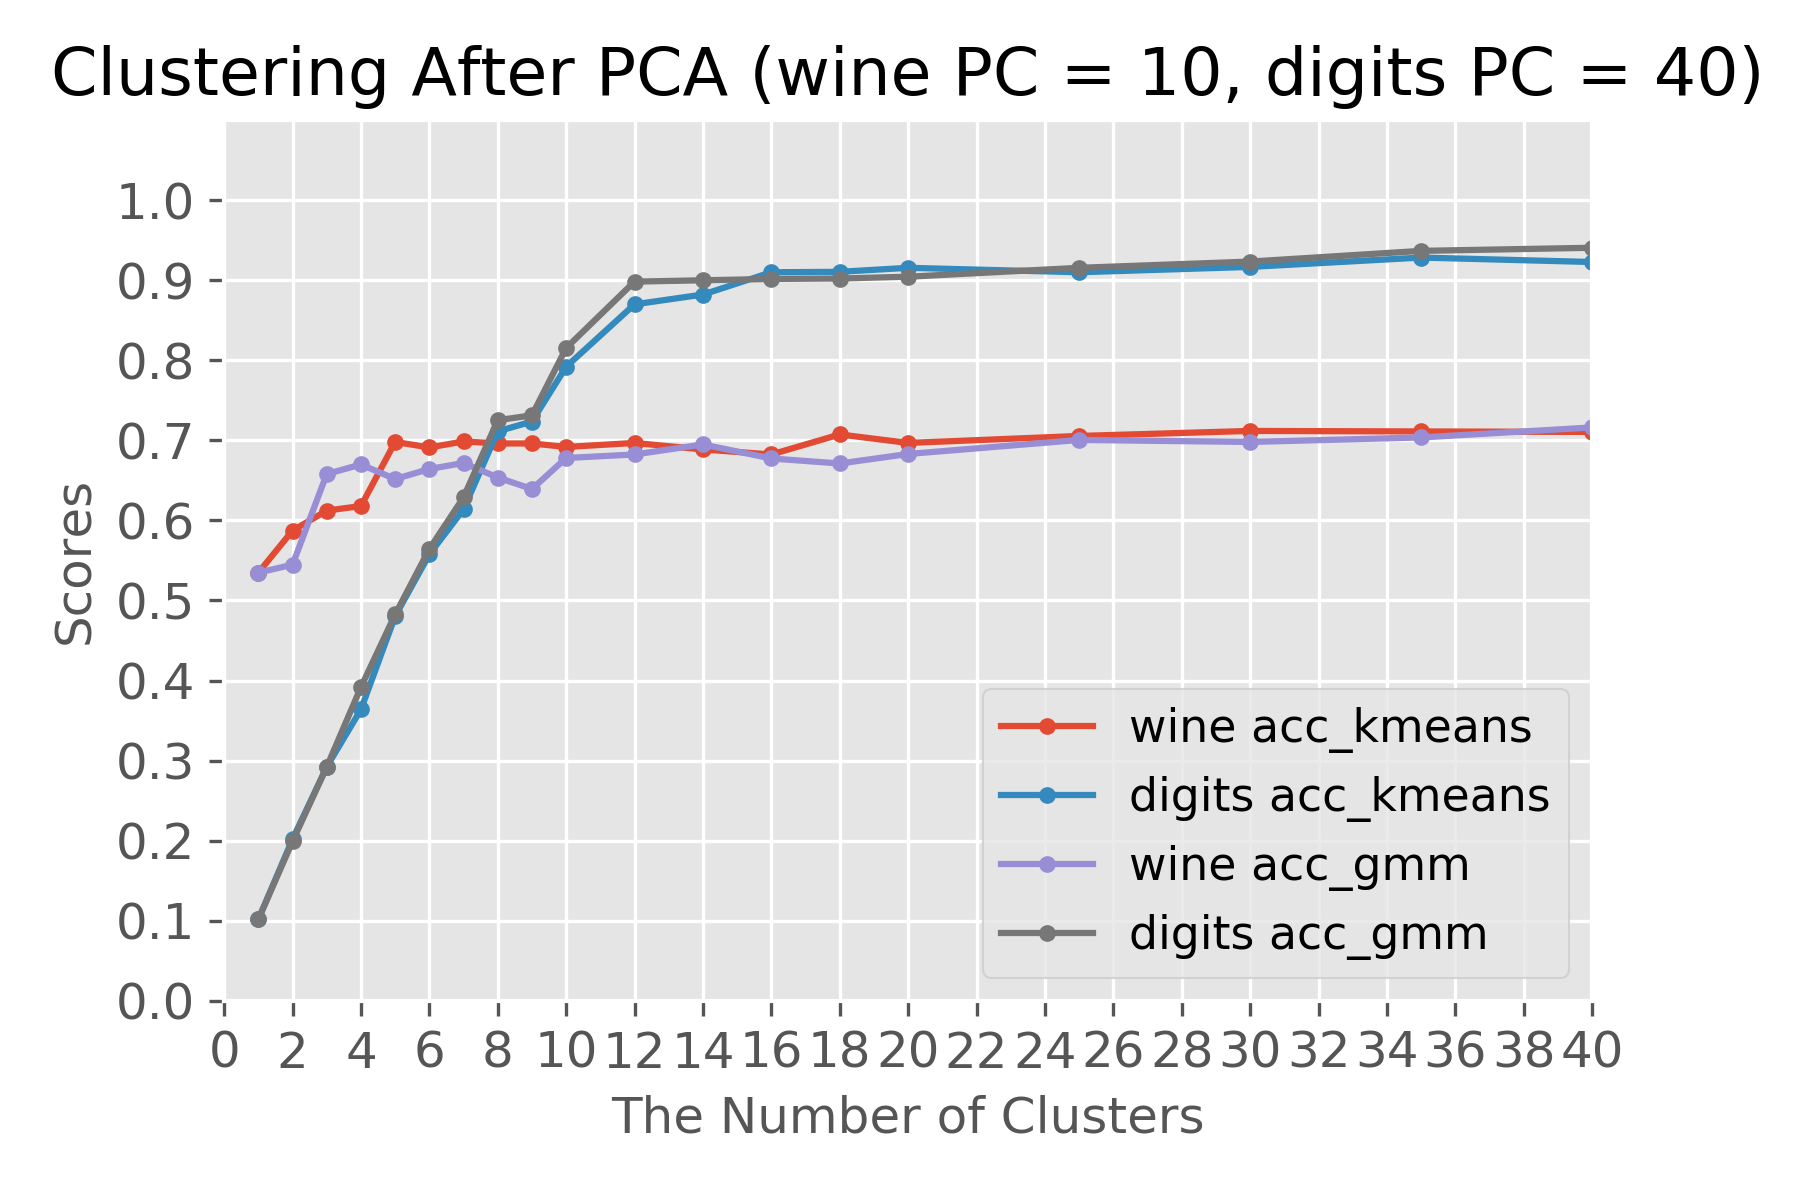 Clustering After PCA (wine PC = 10, digits PC = 40)
1.0
0.9
0.8
0.7
0.6
0.5
0.4
0.3
0.2
0.1
0.0
Scores
wine acc_kmeans
digits acc_kmeans
wine acc_gmm
digits acc_gmm
0 2 4 6 8 10 12 14 16 18 20 22 24 26 28 30 32 34 36 38 40
The Number of Clusters